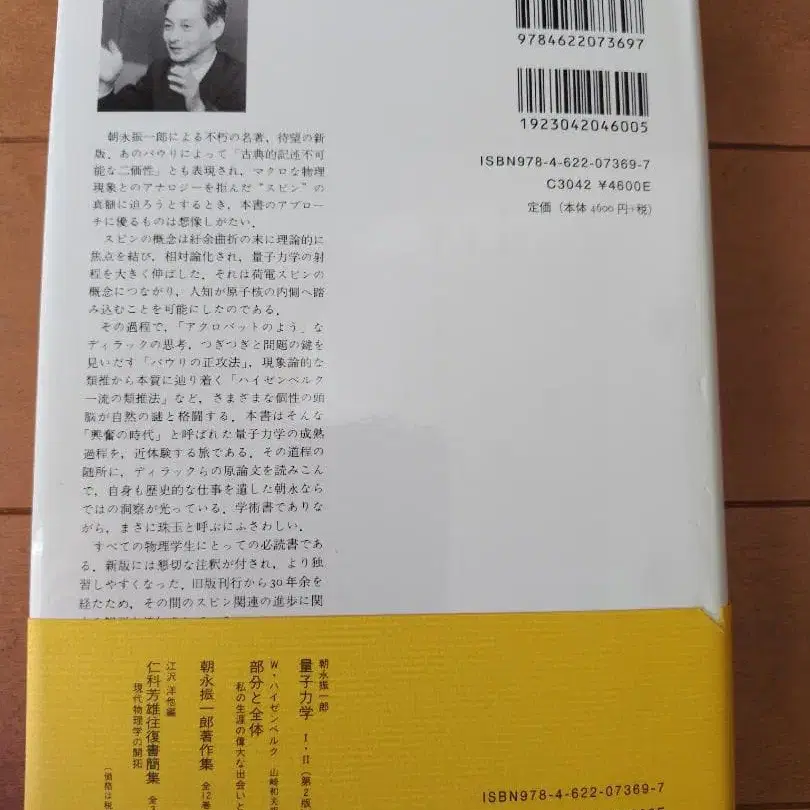 9784622073697
1923042046005
ISBN978-4-622-07369-7
C3042 ¥4600E
定価（本体 4600 円+税）
朝永振一郎による不朽の名著，待望の新
版．あのパウリによって「古典的記述不可
能な二価性」とも表現され，マクロな物理
現象とのアナロジーを拒んだ“スピン”の
真髄に迫ろうとするとき，本書のアプロー
チに優るものは想像しがたい．
スピンの概念は紆余曲折の末に理論的に
焦点を結び，相対論化され，量子力学の射
程を大きく伸ばした．それは荷電スピンの
概念につながり，人知が原子核の内側へ踏
み込むことを可能にしたのである．
その過程で，「アクロバットのよう」な
ディラックの思考，つぎつぎと問題の鍵を
見いだす「パウリの正攻法」，現象論的な
類推から本質に辿り着く「ハイゼンベルク
一流の類推法」など，さまざまな個性の頭
脳が自然の謎と格闘する．本書はそんな
「興奮の時代」と呼ばれた量子力学の成熟
過程を，近体験する旅である．その道程の
随所に，ディラックらの原論文を読みこん
で，自身も歴史的な仕事を遺した朝永なら
ではの洞察が光っている．学術書でありな
がら，まさに珠玉と呼ぶにふさわしい．
すべての物理学生にとっての必読書であ
る．新版には懇切な注釈が付され，より独
習しやすくなった．旧版刊行から30年余を
経たため，その間のスピン関連の進歩に関
朝永振一郎
量子力学 I・II（第2版
W・ハイゼンベルク 山崎和夫
部分と全体
私の生涯の偉大な出会いと
朝永振一郎著作集 全12巻
江沢 洋他編
仁科芳雄往復書簡集 全
現代物理学の開拓
（価格は税
ISBN978-4-622-07369-7